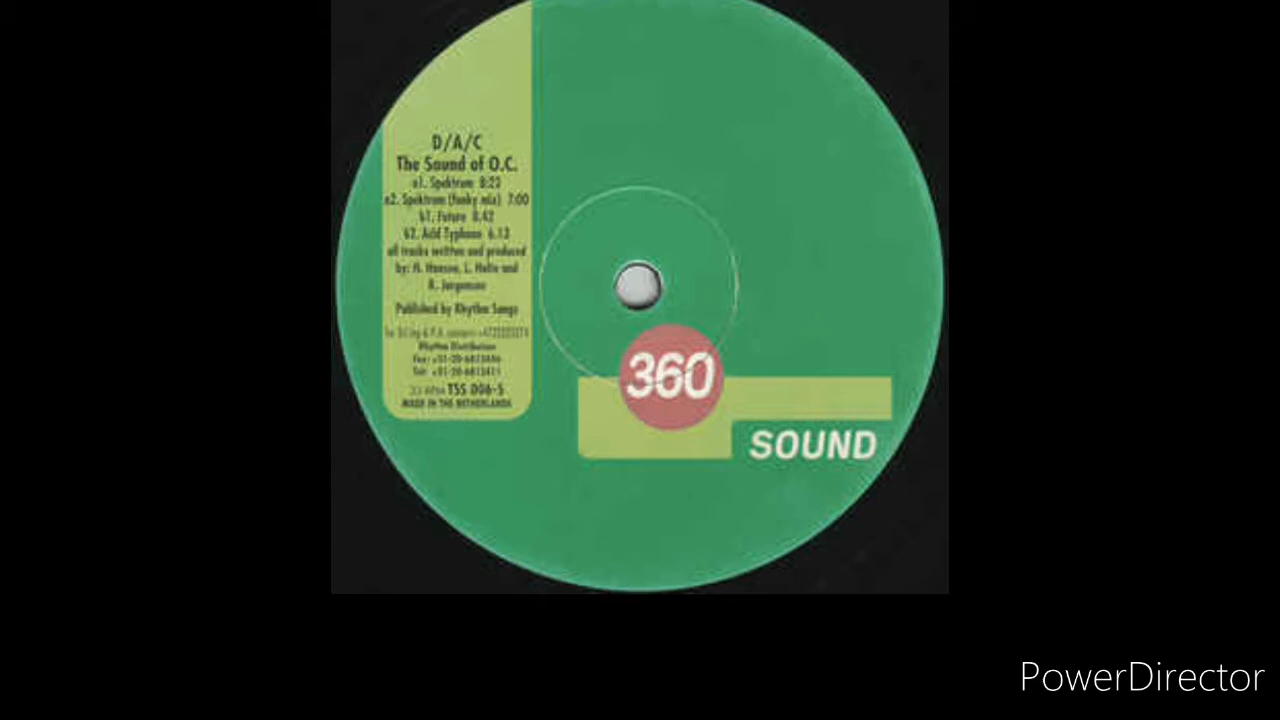 D/A/C
The Sound of O.C.
a1. Spektrum 8:23
a2. Spektrum (funky mix) 7:00
b1. Future 8.42
b2. Acid Typhoon 6.13
all tracks written and produced
by: H. Hansen, L. Holte and
R. Jorgensen
Published by Rhythm Songs
Rhythm Distribution
33 RPM TSS 006-5
MADE IN THE NETHERLANDS
360
SOUND
PowerDirector